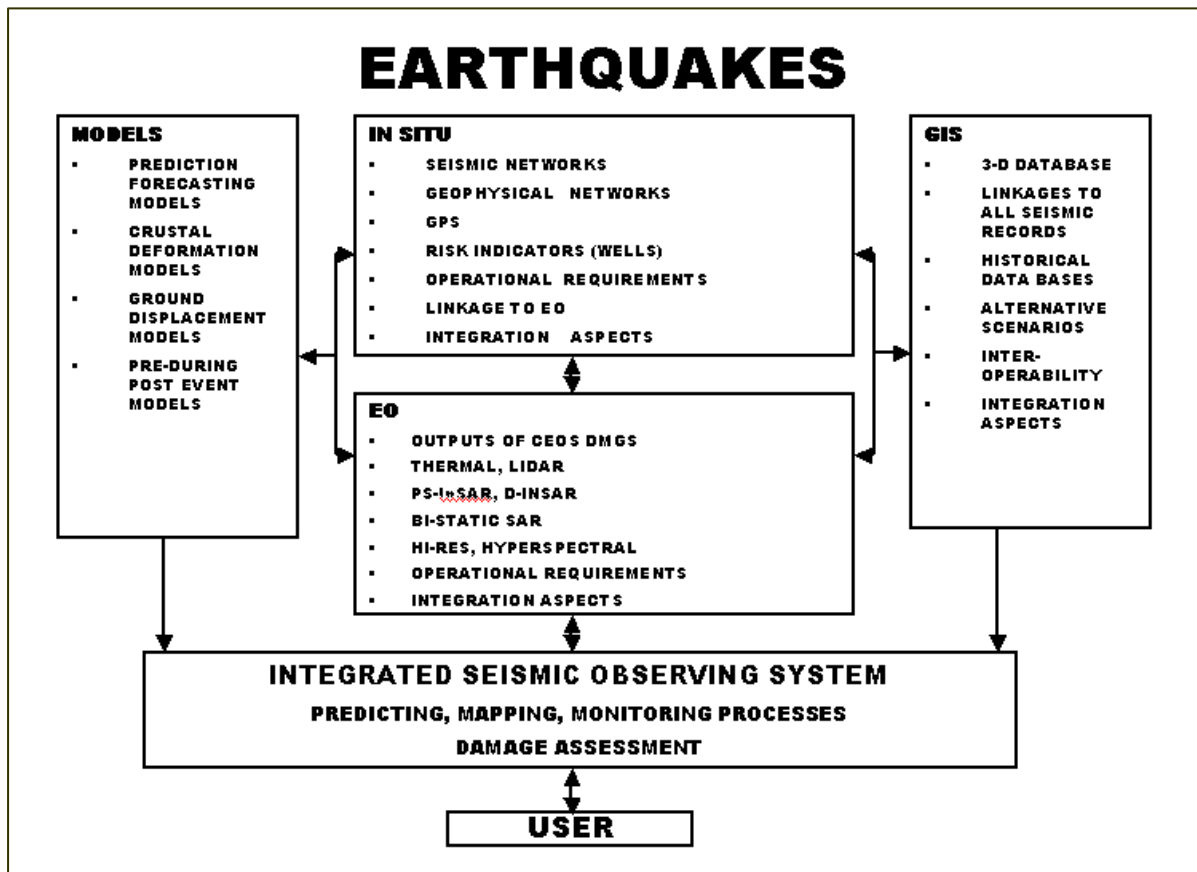 EARTHQUAKES
MODELS
▪ PREDICTION
FORECASTING
MODELS
▪ CRUSTAL
DEFORMATION
MODELS
▪ GROUND
DISPLACEMENT
MODELS
▪ PRE-DURING
POST EVENT
MODELS
IN SITU
▪ SEISMIC NETWORKS
▪ GEOPHYSICAL NETWORKS
▪ GPS
▪ RISK INDICATORS (WELLS)
▪ OPERATIONAL REQUIREMENTS
▪ LINKAGE TO EO
▪ INTEGRATION ASPECTS
EO
▪ OUTPUTS OF CEOS DMGS
▪ THERMAL, LIDAR
▪ PS-InSAR, D-INSAR
▪ BI-STATIC SAR
▪ HI-RES, HYPERSPECTRAL
▪ OPERATIONAL REQUIREMENTS
▪ INTEGRATION ASPECTS
GIS
▪ 3-D DATABASE
▪ LINKAGES TO
ALL SEISMIC
RECORDS
▪ HISTORICAL
DATA BASES
▪ ALTERNATIVE
SCENARIOS
▪ INTER-
OPERABILITY
▪ INTEGRATION
ASPECTS
INTEGRATED SEISMIC OBSERVING SYSTEM
PREDICTING, MAPPING, MONITORING PROCESSES
DAMAGE ASSESSMENT
USER